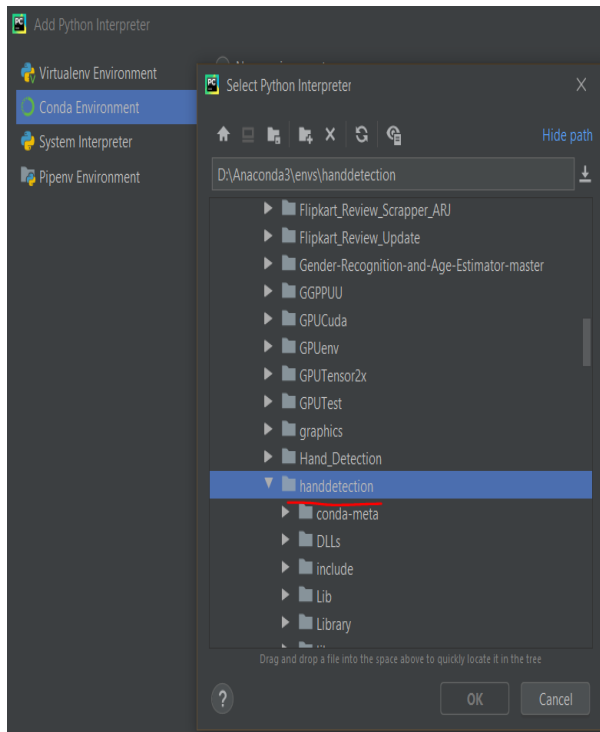 Add Python Interpreter
Virtualenv Environment
Conda Environment
System Interpreter
Pipenv Environment
Select Python Interpreter
Hide path
D:\Anaconda3\envs\handdetection
Flipkart_Review_Scrapper_ARJ
Flipkart_Review_Update
Gender-Recognition-and-Age-Estimator-master
GGPPUU
GPUCuda
GPUenv
GPUTensor2x
GPUTest
graphics
Hand_Detection
handdetection
conda-meta
DLLs
include
Lib
Library
Drag and drop a file into the space above to quickly locate it in the tree
?
OK
Cancel